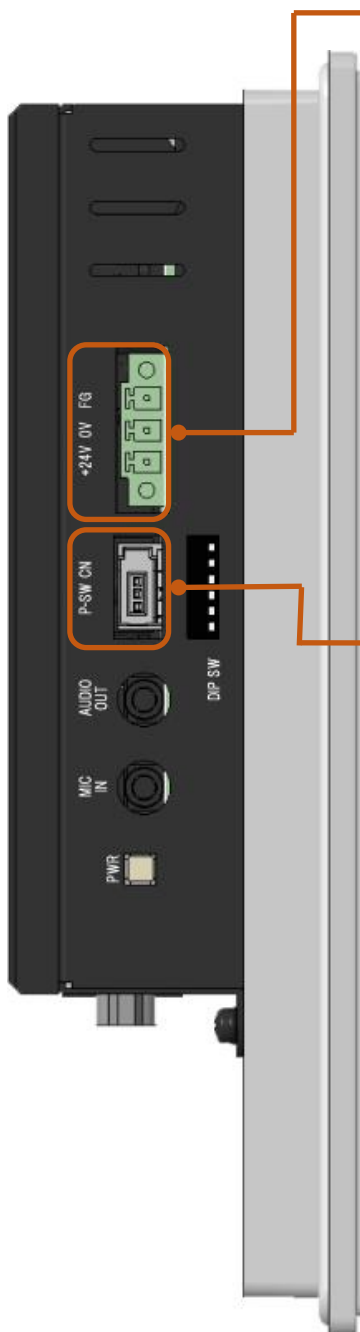 +24V 0V FG
P-SW CN
DIP SW
AUDIO
OUT
MIC
IN
PWR